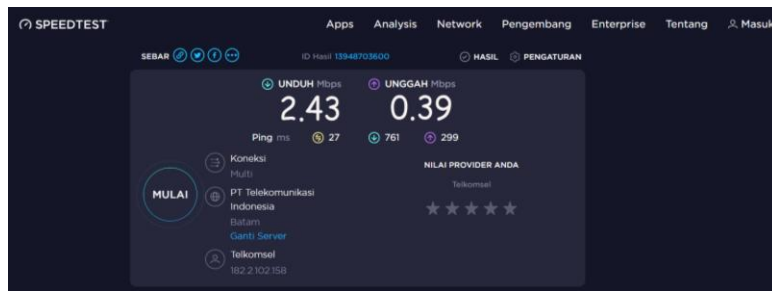 SPEEDTEST
Apps Analysis Network Pengembang Enterprise Tentang Masuk
SEBAR ID Hasil 13948703600 HASIL PENGATURAN
UNDUH Mbps UNGGAH Mbps
2.43 0.39
Ping ms 27 761 299
Koneksi
Multi
NILAI PROVIDER ANDA
Telkomsel
MULAI
PT Telekomunikasi
Indonesia
Batam
Ganti Server
Telkomsel
182.2.102.158